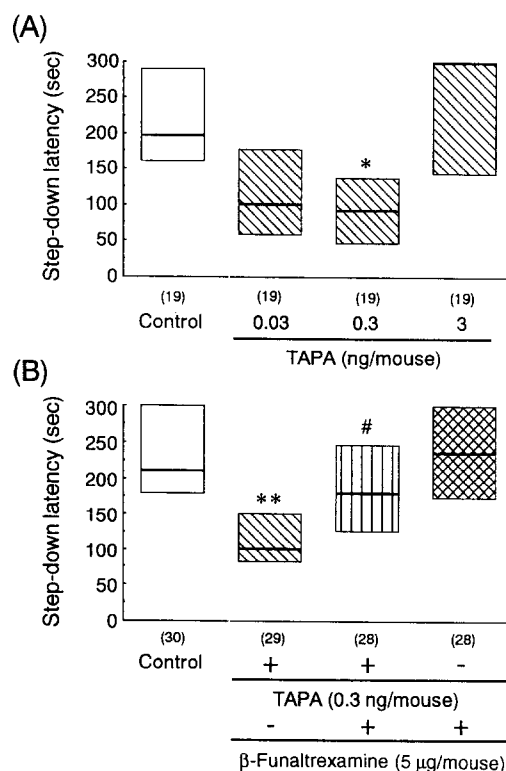 (A)
Step-down latency (sec)
300
250
200
150
100
50
0
*
(19) (19) (19) (19)
Control 0.03 0.3 3
TAPA (ng/mouse)
(B)
Step-down latency (sec)
300
250
200
150
100
50
0
#
**
(30) (29) (28) (28)
Control + + -
TAPA (0.3 ng/mouse)
- + +
β-Funaltrexamine (5 μg/mouse)